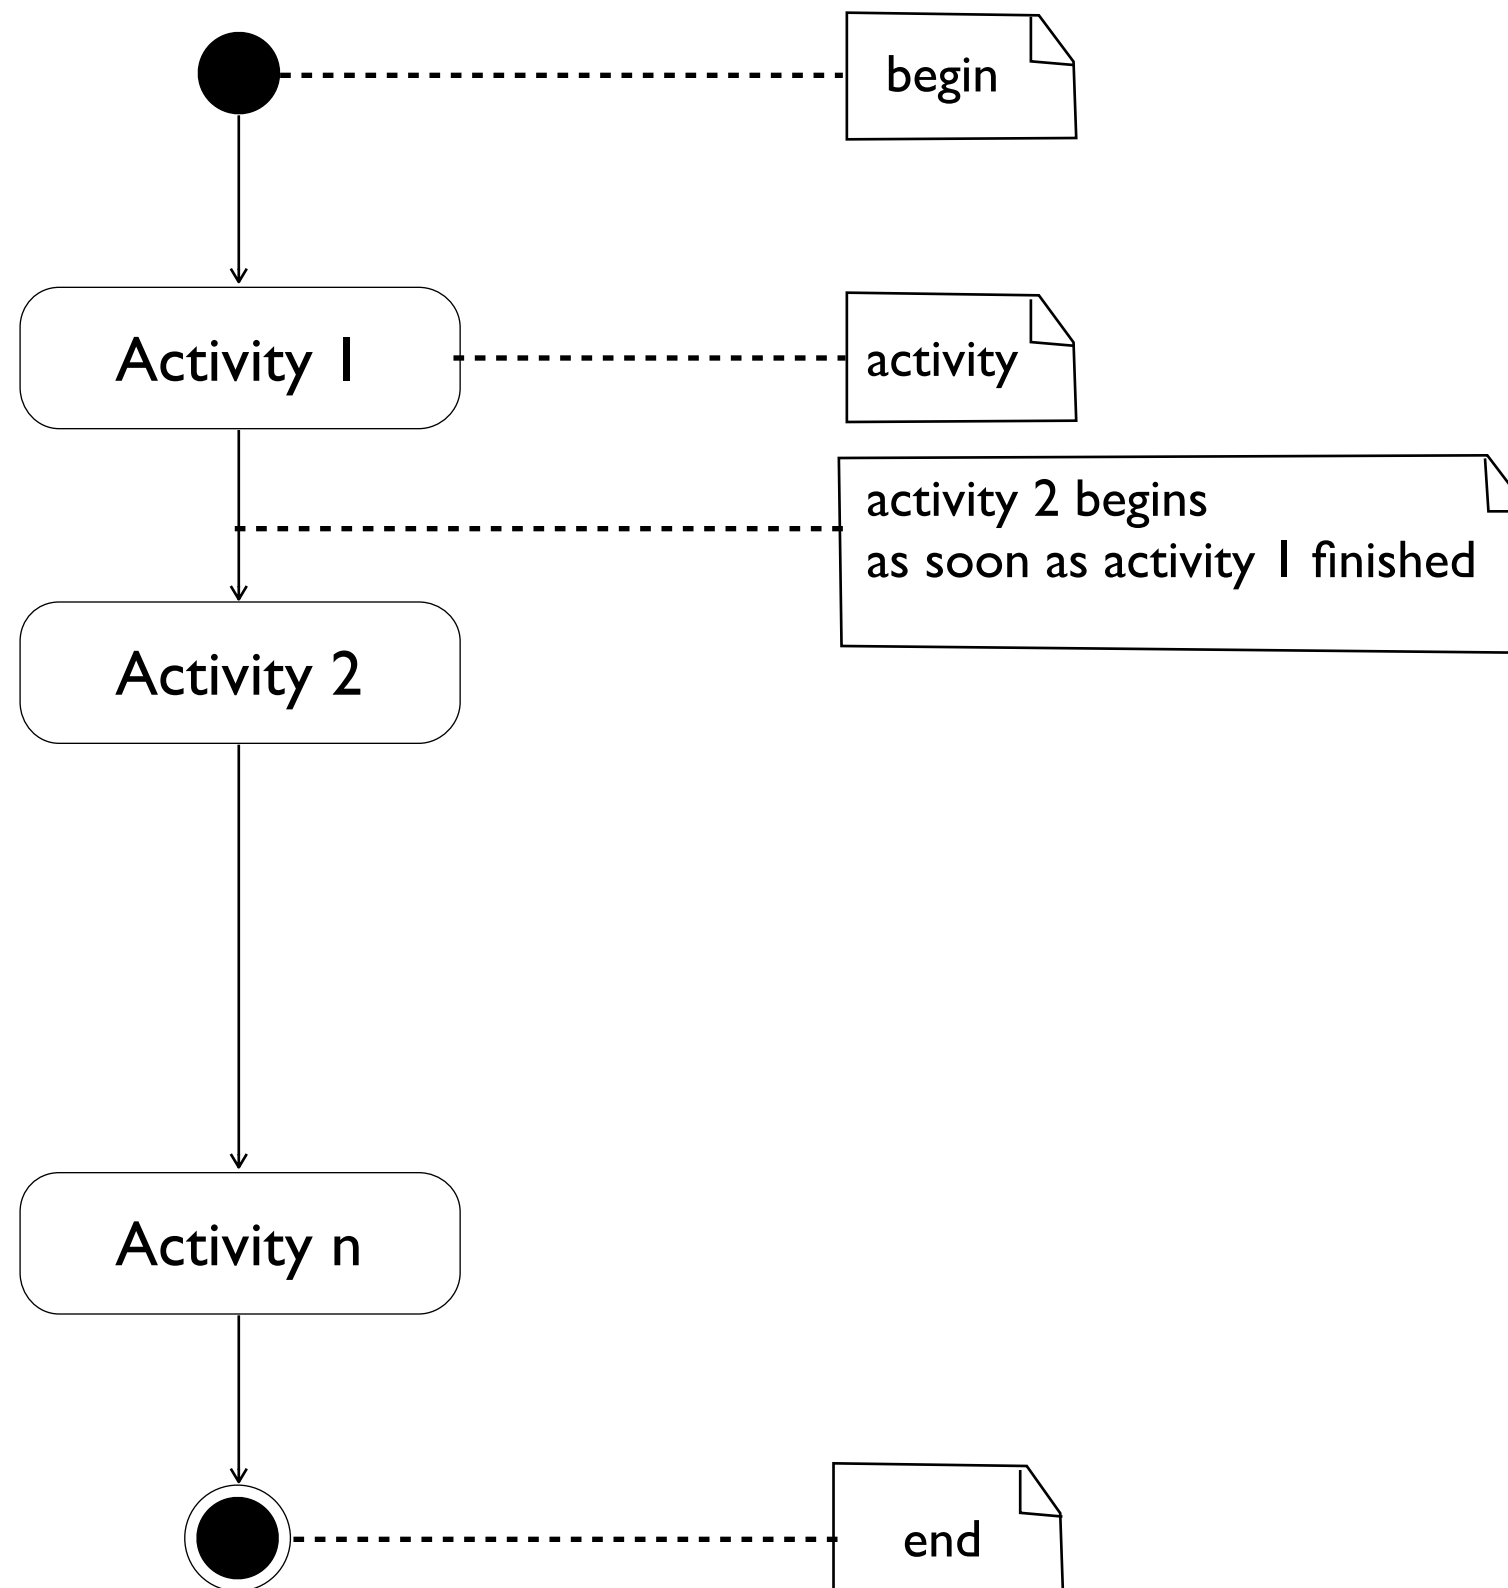 begin
Activity 1
activity
activity 2 begins
as soon as activity 1 finished
Activity 2
Activity n
end